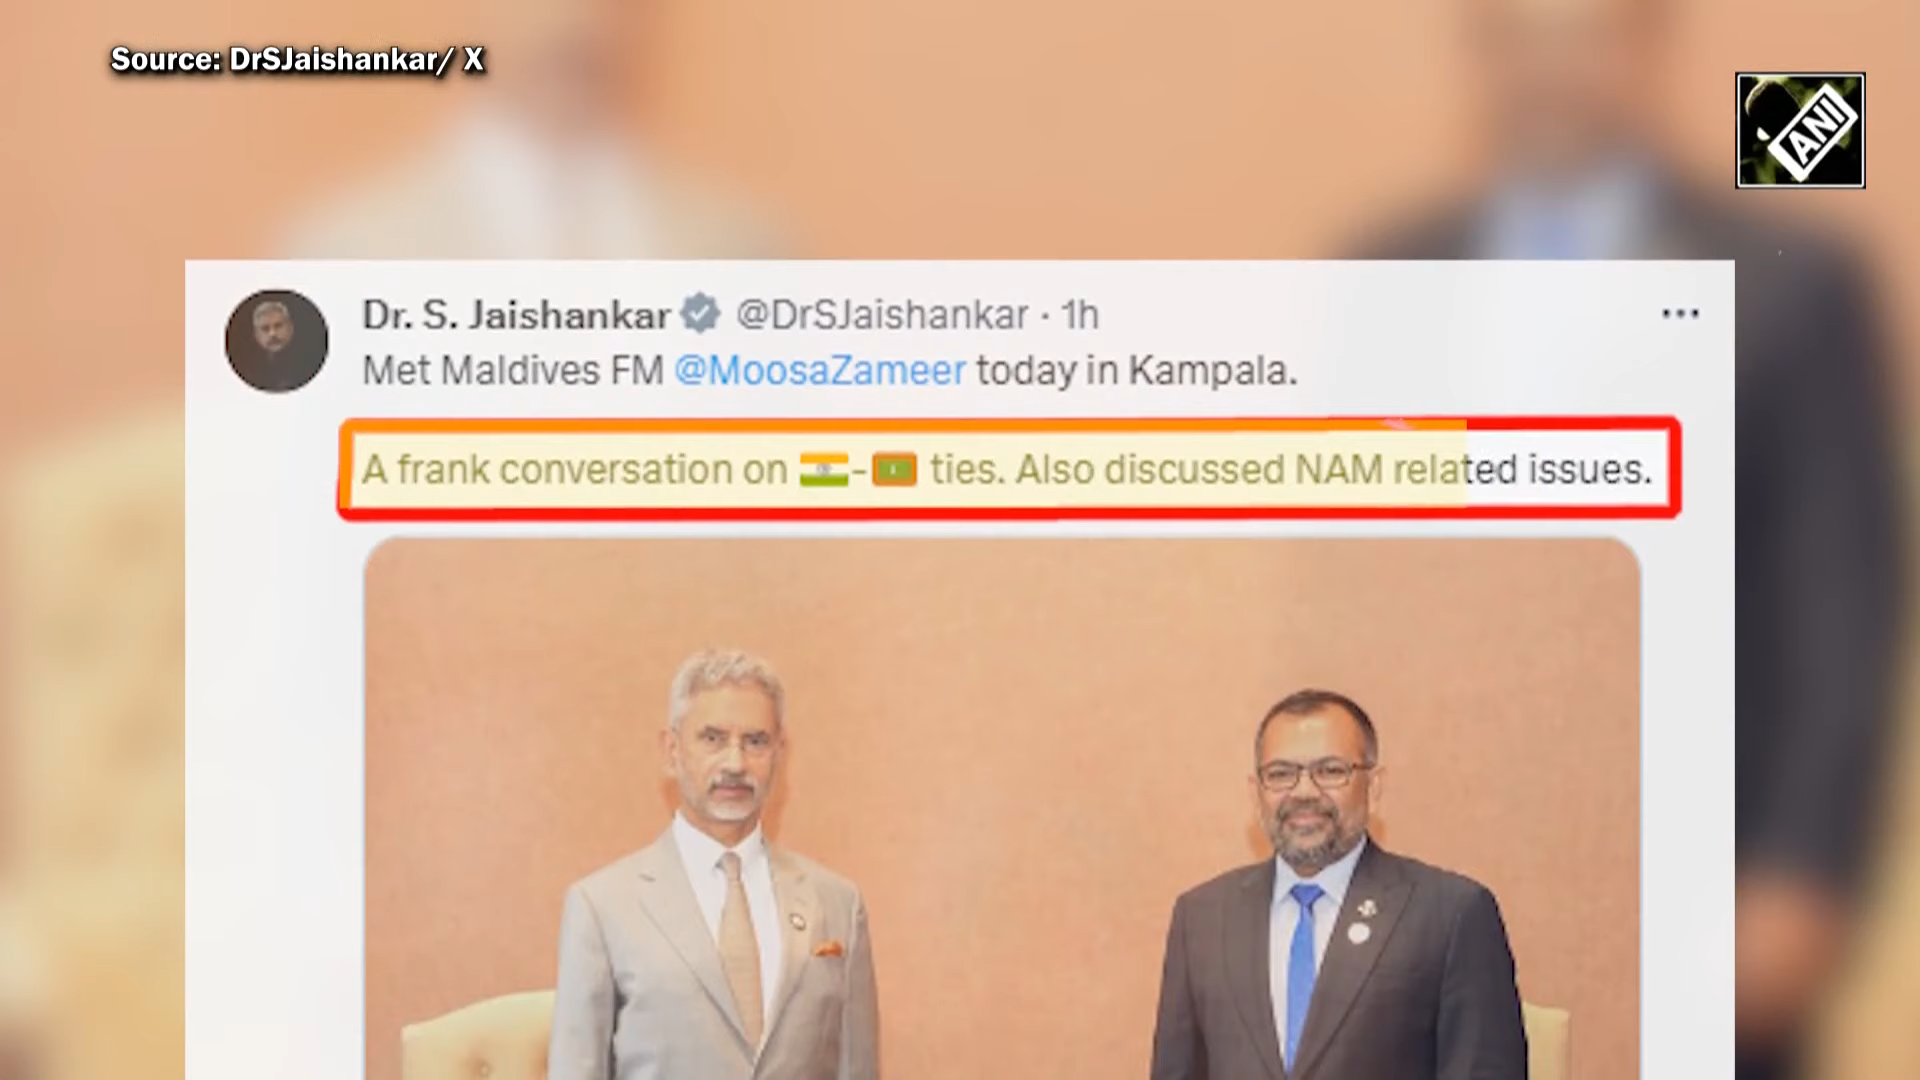 Source: DrSJaishankar/ X
ANI
Dr. S. Jaishankar @DrSJaishankar · 1h
Met Maldives FM @MoosaZameer today in Kampala.
A frank conversation on 🇮🇳-🇲🇻 ties. Also discussed NAM related issues.